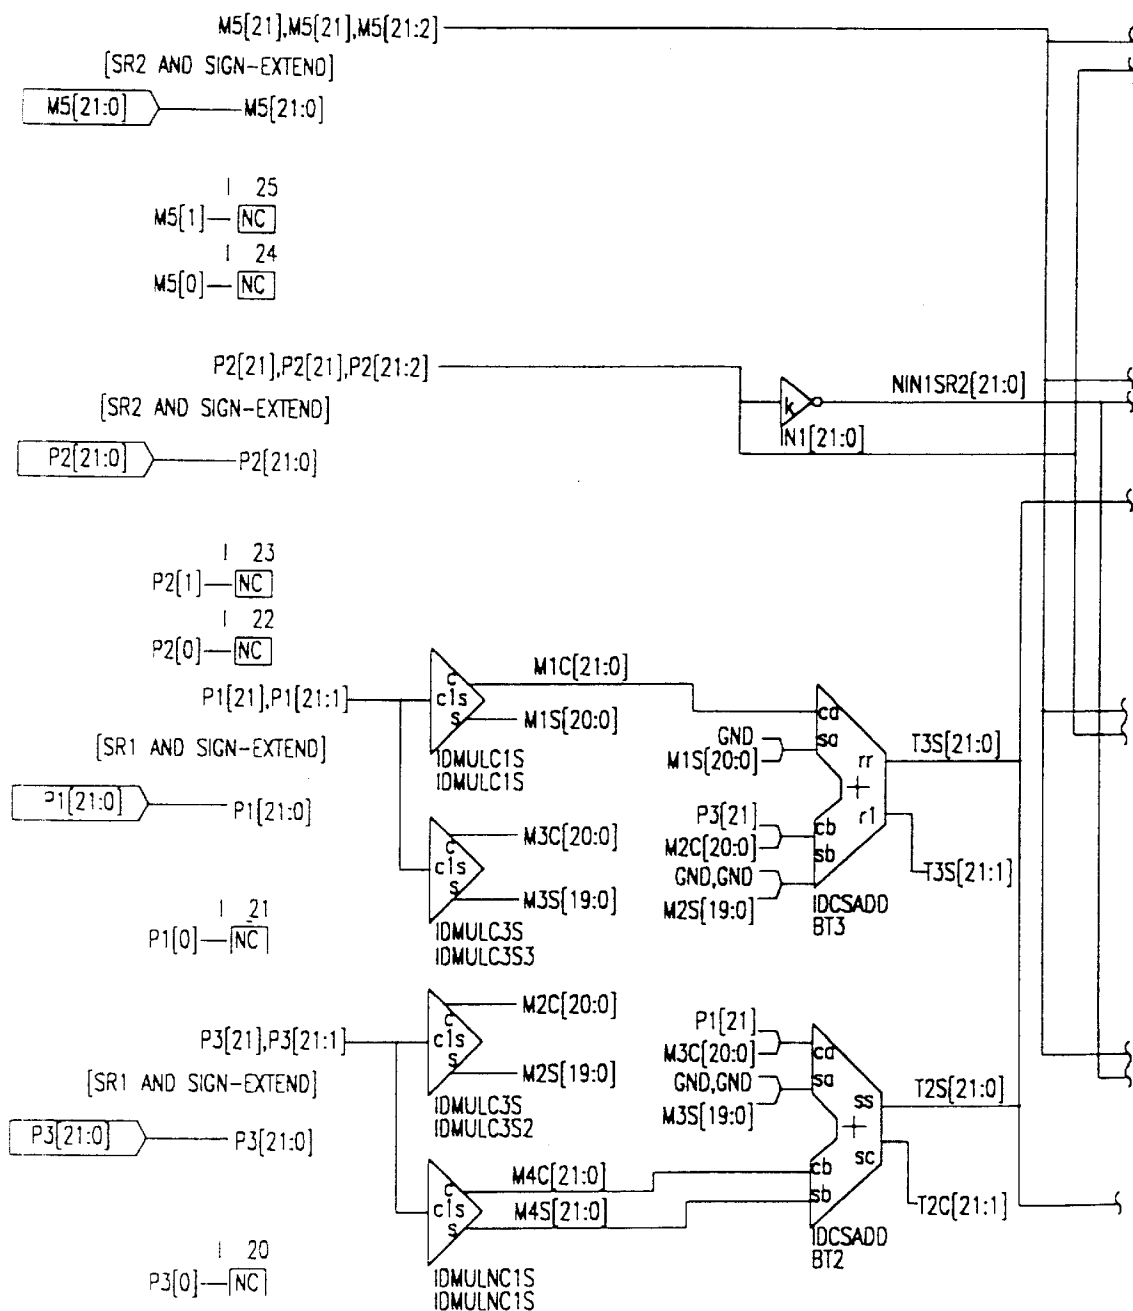 M5[21],M5[21],M5[21:2]
[SR2 AND SIGN-EXTEND]
M5[21:0] M5[21:0]
I 25
M5[1] NC
I 24
M5[0] NC
P2[21],P2[21],P2[21:2]
NIN1SR2[21:0]
[SR2 AND SIGN-EXTEND]
k
IN1[21:0]
P2[21:0] P2[21:0]
I 23
P2[1] NC
I 22
P2[0] NC
M1C[21:0]
P1[21],P1[21:1]
c
c1s
s
M1S[20:0]
IDMULC1S
IDMULC1S
[SR1 AND SIGN-EXTEND]
GND
M1S[20:0]
ca
sa
rr
+
r1
cb
sb
T3S[21:0]
P1[21:0] P1[21:0]
P3[21]
M2C[20:0]
GND,GND
M2S[19:0]
T3S[21:1]
IDCSADD
BT3
c
c1s
s
M3C[20:0]
M3S[19:0]
IDMULC3S
IDMULC3S3
I 21
P1[0] NC
P3[21],P3[21:1]
c
c1s
s
M2C[20:0]
M2S[19:0]
IDMULC3S
IDMULC3S2
[SR1 AND SIGN-EXTEND]
P1[21]
M3C[20:0]
GND,GND
M3S[19:0]
ca
sa
ss
+
sc
cb
sb
T2S[21:0]
P3[21:0] P3[21:0]
c
c1s
s
M4C[21:0]
M4S[21:0]
T2C[21:1]
IDCSADD
BT2
I 20
P3[0] NC
IDMULNC1S
IDMULNC1S